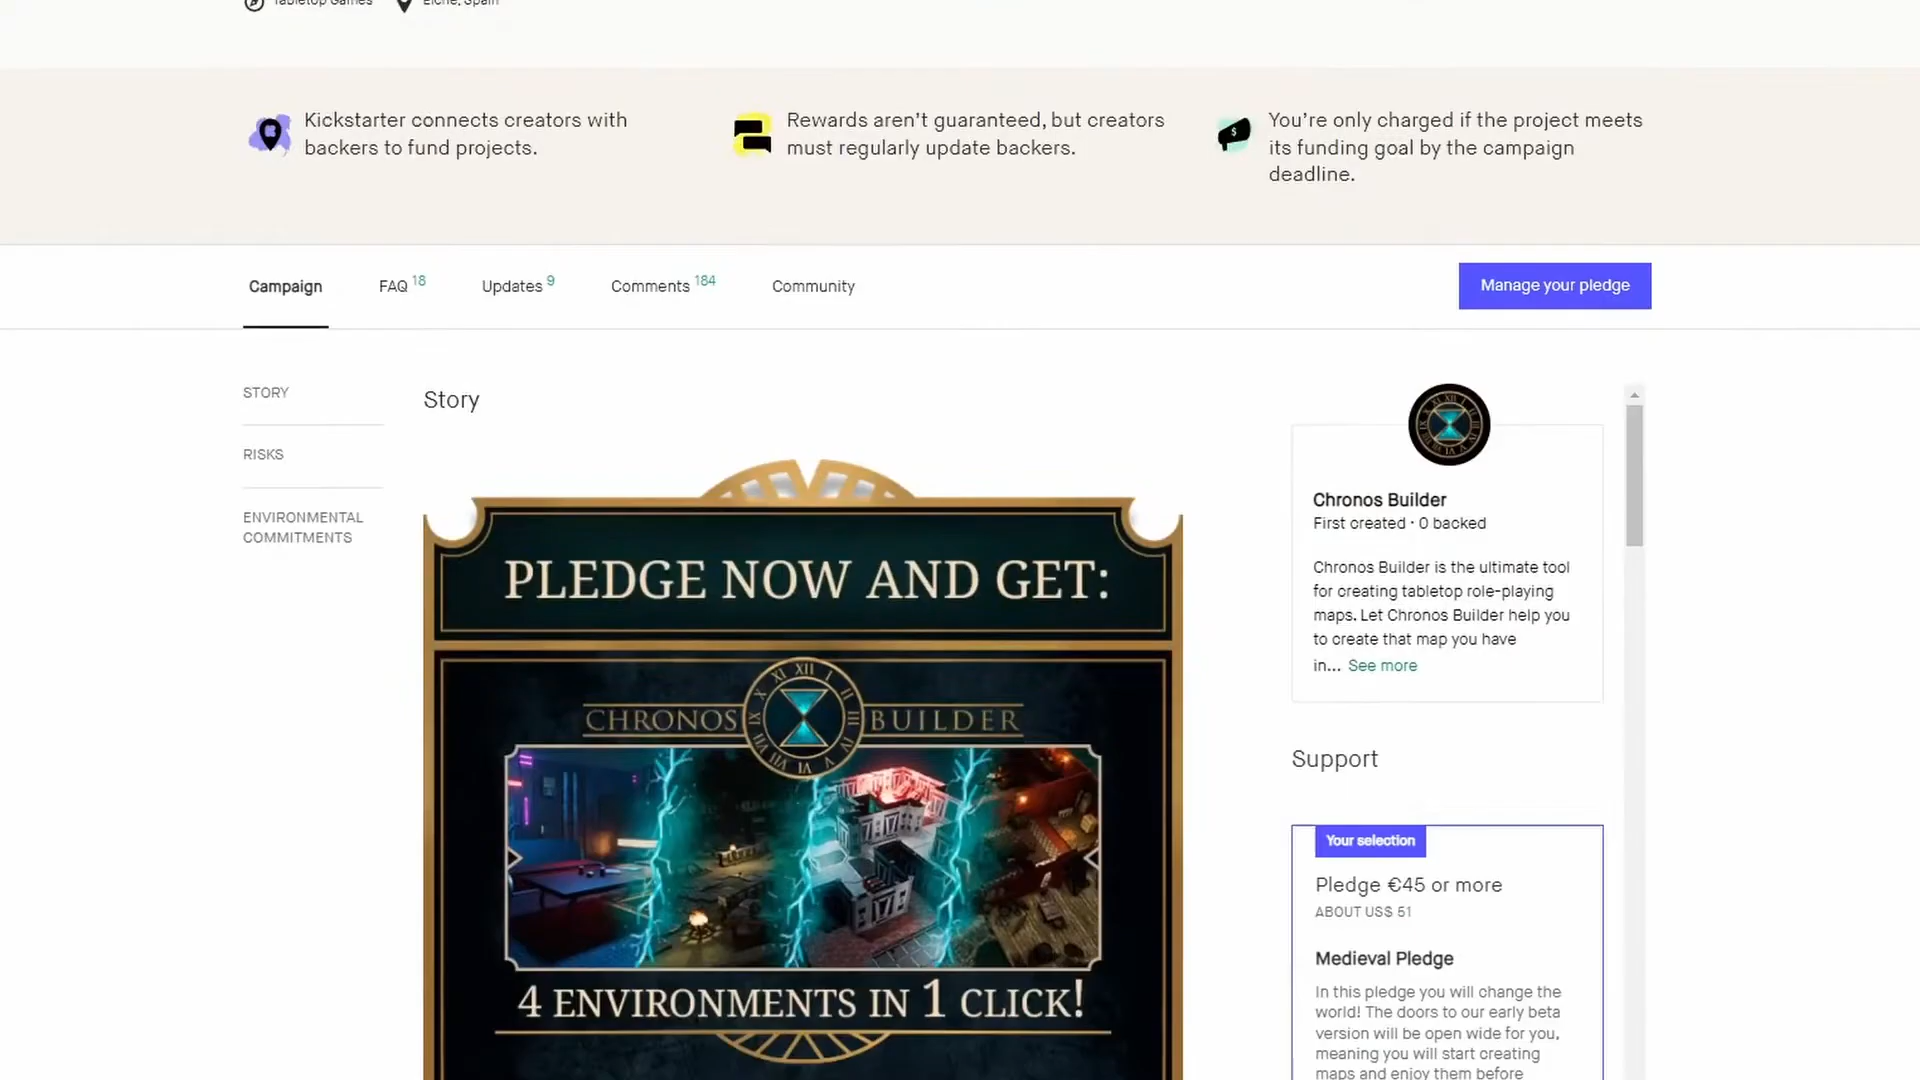 Tabletop Games
Elche, Spain
Kickstarter connects creators with
backers to fund projects.
Rewards aren't guaranteed, but creators
must regularly update backers.
You're only charged if the project meets
its funding goal by the campaign
deadline.
Campaign
FAQ 18
Updates 9
Comments 184
Community
Manage your pledge
STORY
RISKS
ENVIRONMENTAL
COMMITMENTS
Story
PLEDGE NOW AND GET:
CHRONOS BUILDER
4 ENVIRONMENTS IN 1 CLICK!
Chronos Builder
First created · 0 backed
Chronos Builder is the ultimate tool
for creating tabletop role-playing
maps. Let Chronos Builder help you
to create that map you have
in... See more
Support
Your selection
Pledge €45 or more
ABOUT US$ 51
Medieval Pledge
In this pledge you will change the
world! The doors to our early beta
version will be open wide for you,
meaning you will start creating
maps and enjoy them before